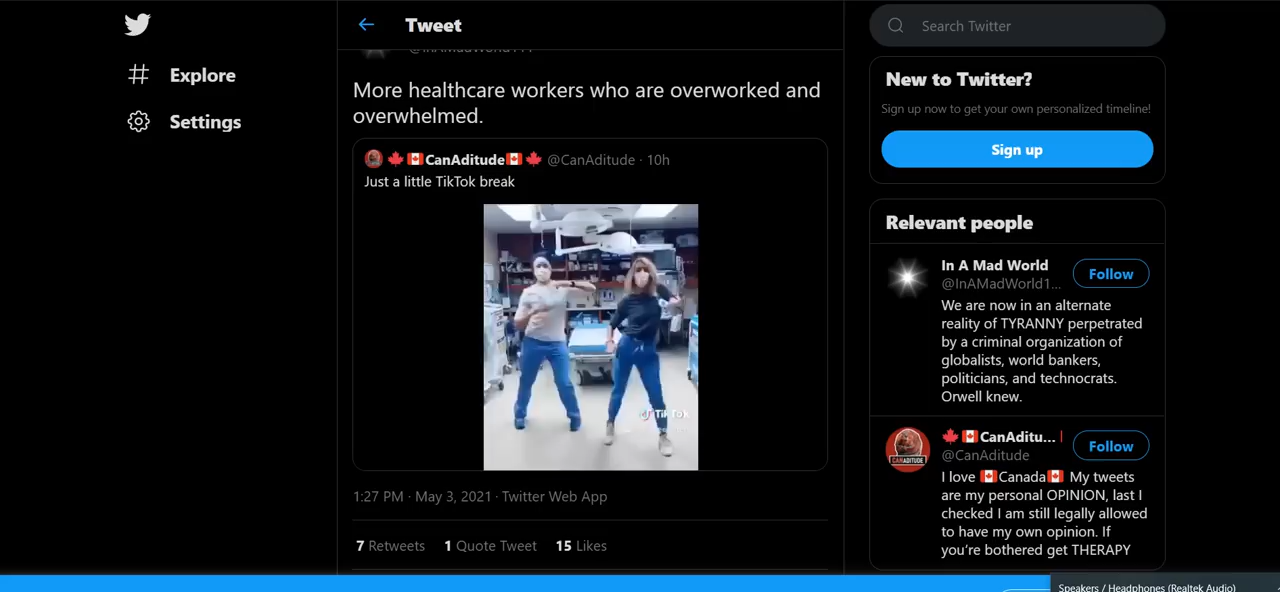 Explore
Settings
Tweet
More healthcare workers who are overworked and
overwhelmed.
CanAditude @CanAditude · 10h
Just a little TikTok break
TikTok
1:27 PM · May 3, 2021 · Twitter Web App
7 Retweets 1 Quote Tweet 15 Likes
Search Twitter
New to Twitter?
Sign up now to get your own personalized timeline!
Sign up
Relevant people
In A Mad World
@InAMadWorld1...
Follow
We are now in an alternate
reality of TYRANNY perpetrated
by a criminal organization of
globalists, world bankers,
politicians, and technocrats.
Orwell knew.
CanAditu...
@CanAditude
Follow
CANADITUDE
I love Canada My tweets
are my personal OPINION, last I
checked I am still legally allowed
to have my own opinion. If
you're bothered get THERAPY
Speakers / Headphones (Realtek Audio)